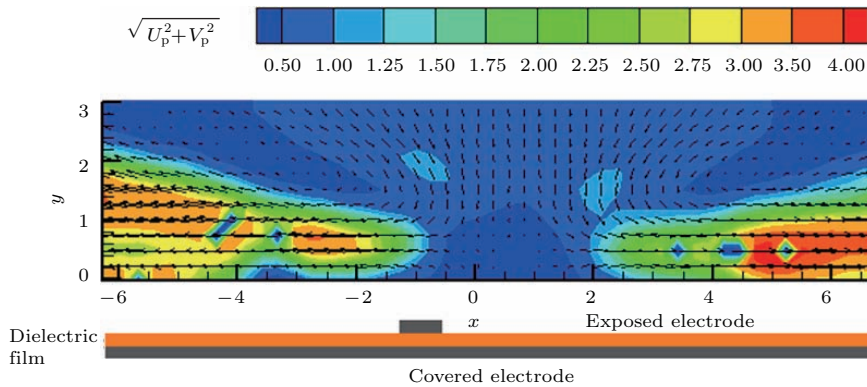 √U_p^2+V_p^2
0.50 1.00 1.25 1.50 1.75 2.00 2.25 2.50 2.75 3.00 3.50 4.00
3
2
y
1
0
−6 −4 −2 0 2 4 6
x Exposed electrode
Dielectric
film
Covered electrode